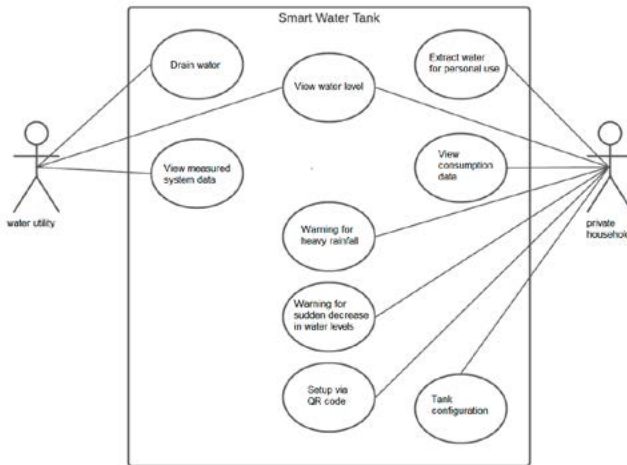 Smart Water Tank
Drain water
Extract water
for personal use
View water level
View measured
system data
View
consumption
data
water utility
private
household
Warning for
heavy rainfall
Warning for
sudden decrease
in water levels
Setup via
QR code
Tank
configuration